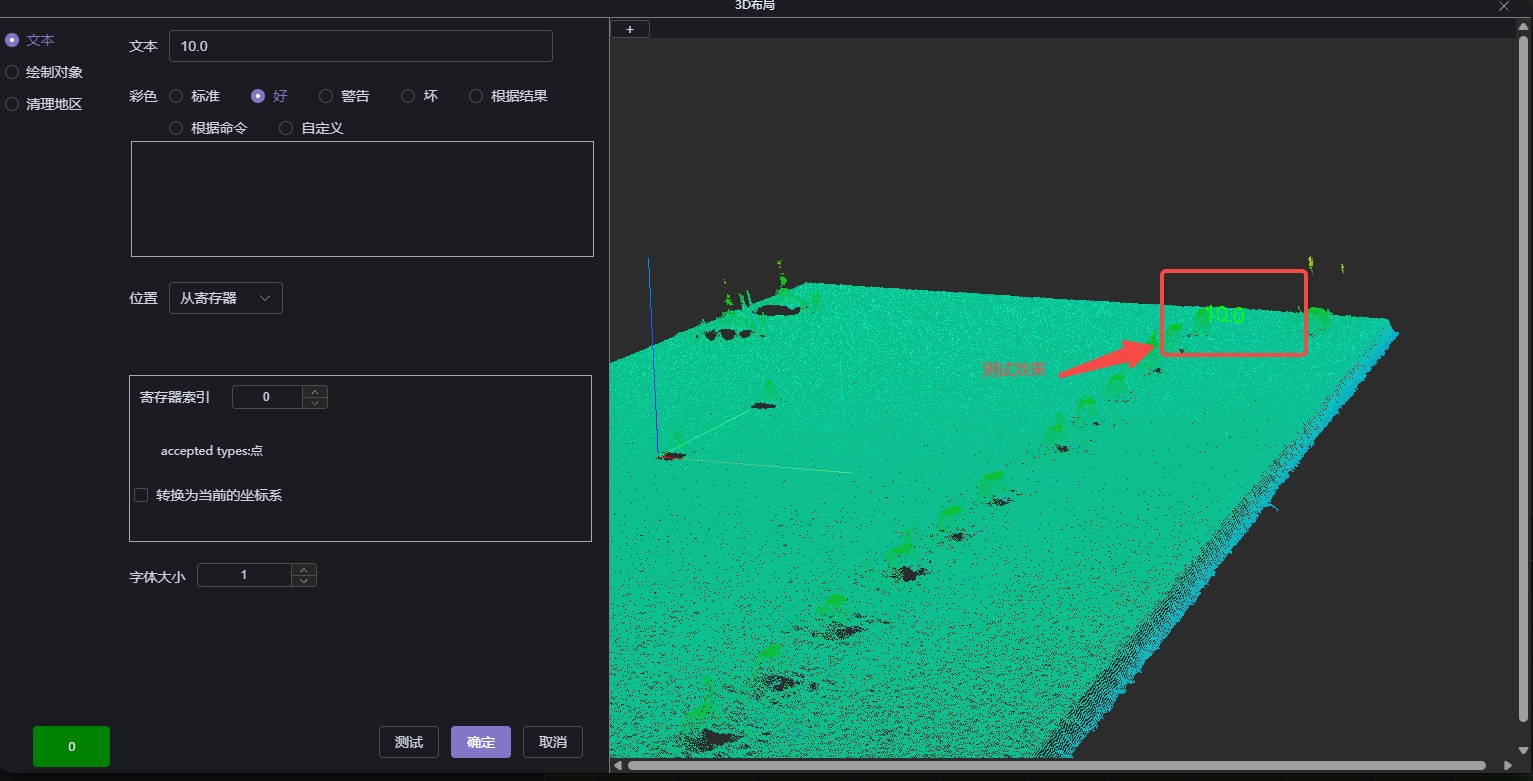 3D布局
文本
文本 10.0
绘制对象
清理地区
彩色 标准 好 警告 坏 根据结果
根据命令 自定义
位置 从寄存器
寄存器索引 0
accepted types:点
转换为当前的坐标系
字体大小 1
0
测试 确定 取消
+
10.0
测试效果